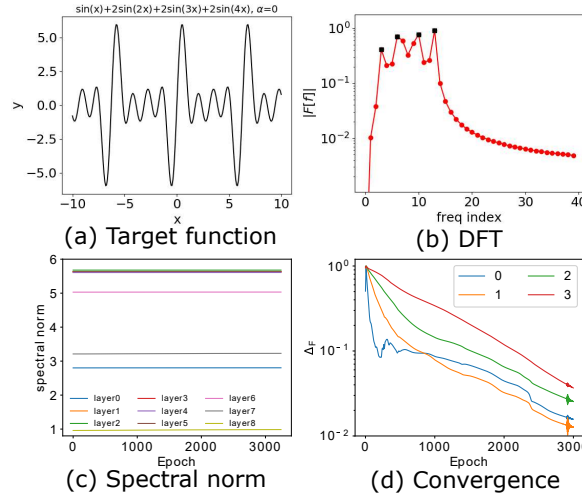 sin(x)+2sin(2x)+2sin(3x)+2sin(4x), α=0
y
5.0
2.5
0.0
−2.5
−5.0
−10
−5
0
5
10
x
(a) Target function
|F[f]|
10⁰
10⁻¹
10⁻²
0
20
40
freq index
(b) DFT
spectral norm
6
5
4
3
2
1
layer0
layer1
layer2
layer3
layer4
layer5
layer6
layer7
layer8
0
1000
2000
3000
Epoch
(c) Spectral norm
Δ_F
10⁰
10⁻¹
10⁻²
0
1
2
3
0
1000
2000
3000
Epoch
(d) Convergence